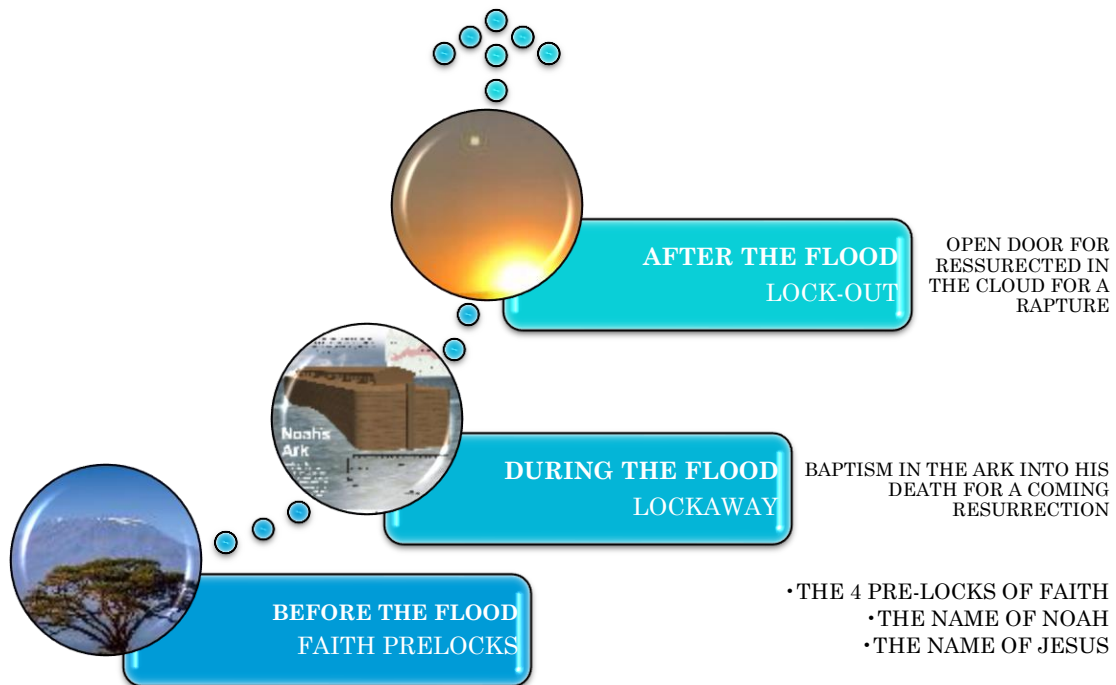 AFTER THE FLOOD
LOCK-OUT
OPEN DOOR FOR
RESSURECTED IN
THE CLOUD FOR A
RAPTURE
Noah's
Ark
DURING THE FLOOD
LOCKAWAY
BAPTISM IN THE ARK INTO HIS
DEATH FOR A COMING
RESURRECTION
BEFORE THE FLOOD
FAITH PRELOCKS
•THE 4 PRE-LOCKS OF FAITH
•THE NAME OF NOAH
•THE NAME OF JESUS